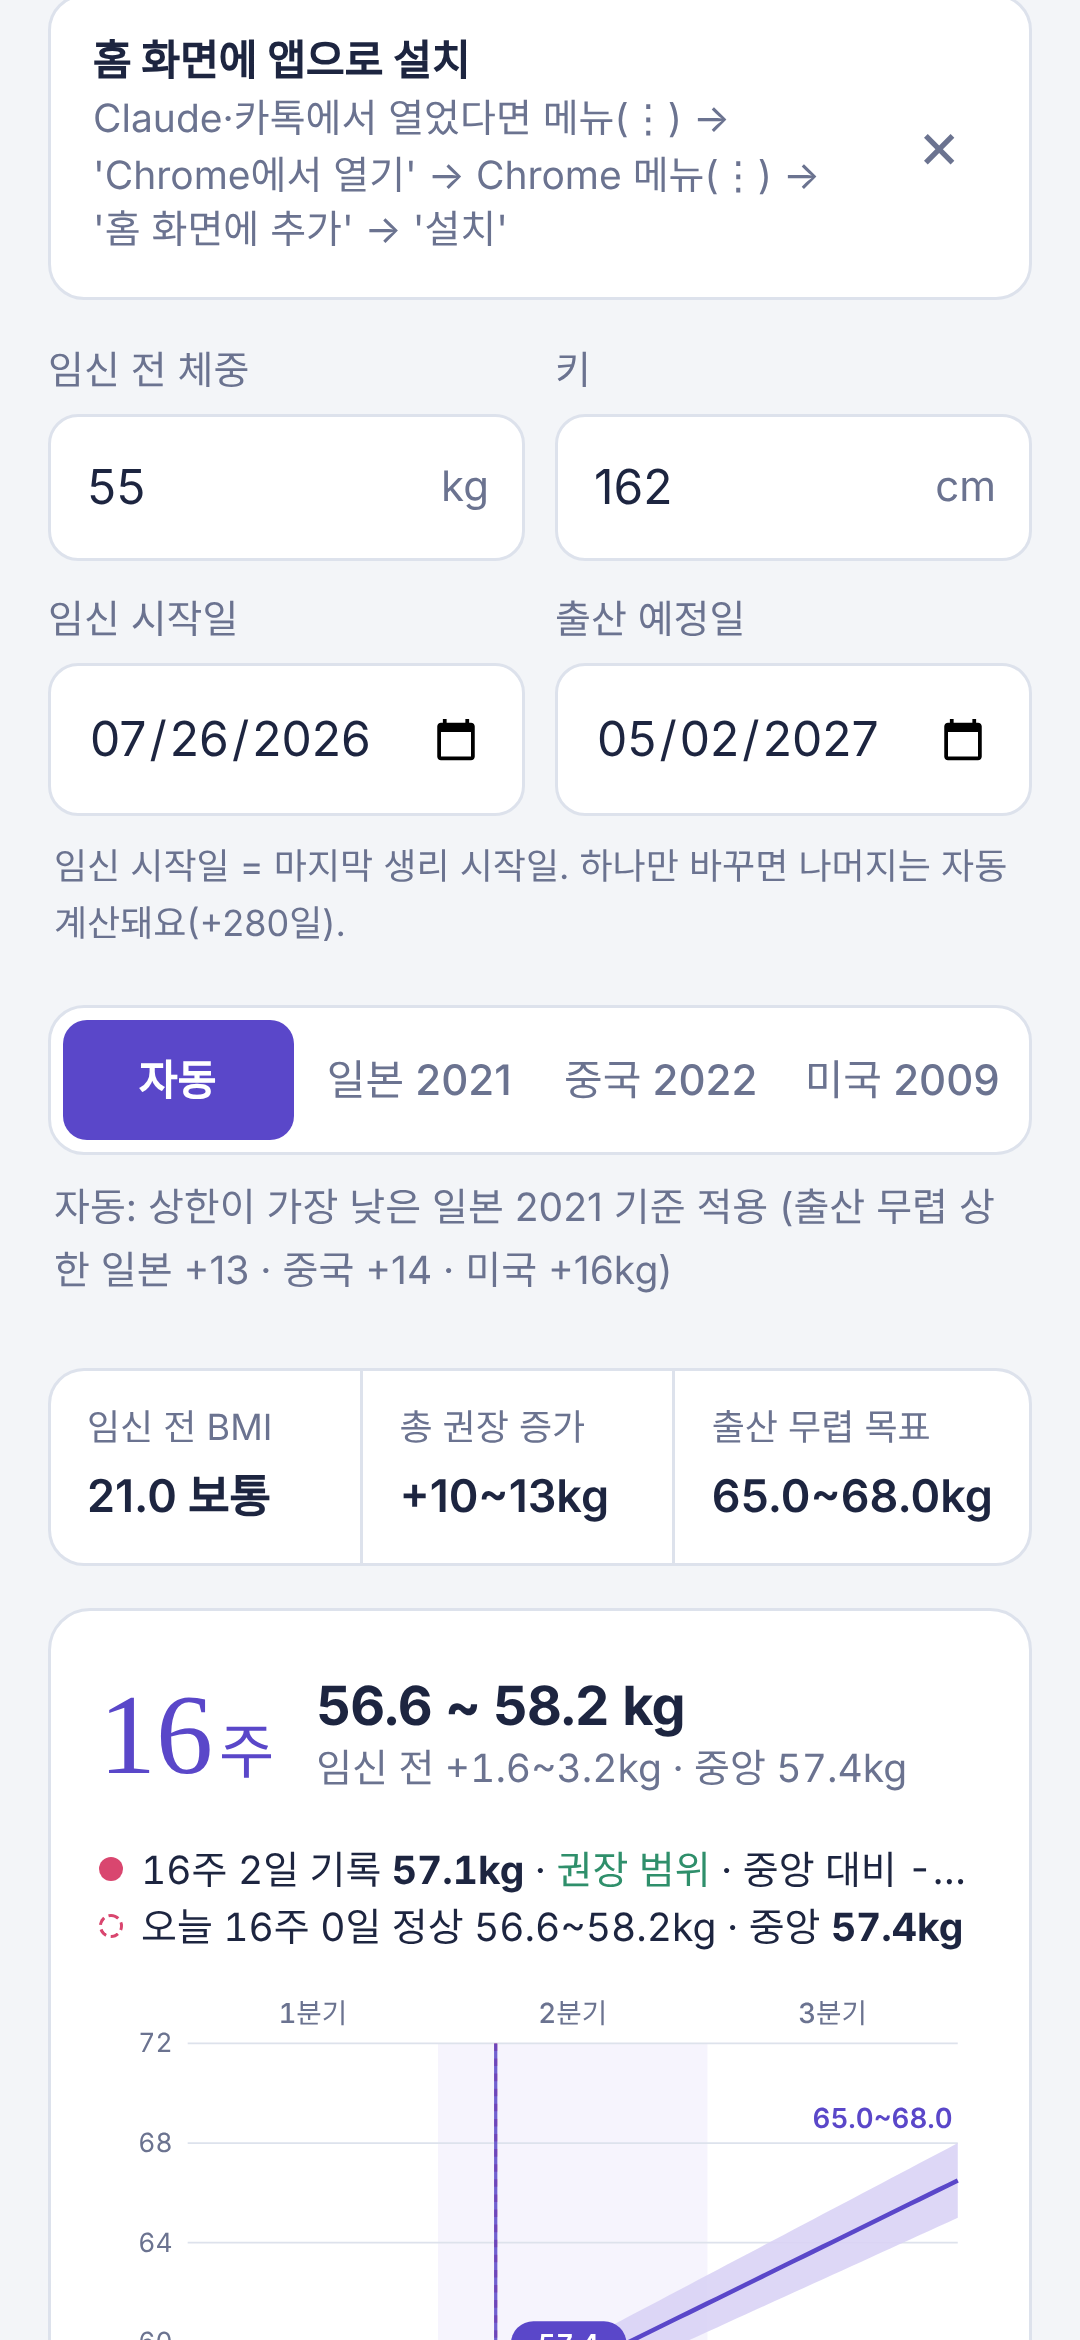 홈 화면에 앱으로 설치
Claude·카톡에서 열었다면 메뉴(⋮) →
'Chrome에서 열기' → Chrome 메뉴(⋮) →
'홈 화면에 추가' → '설치'
✕
임신 전 체중
키
55 kg
162 cm
임신 시작일
출산 예정일
07/26/2026
05/02/2027
임신 시작일 = 마지막 생리 시작일. 하나만 바꾸면 나머지는 자동
계산돼요(+280일).
자동
일본 2021
중국 2022
미국 2009
자동: 상한이 가장 낮은 일본 2021 기준 적용 (출산 무렵 상
한 일본 +13 · 중국 +14 · 미국 +16kg)
임신 전 BMI
21.0 보통
총 권장 증가
+10~13kg
출산 무렵 목표
65.0~68.0kg
16주
56.6 ~ 58.2 kg
임신 전 +1.6~3.2kg · 중앙 57.4kg
16주 2일 기록 57.1kg · 권장 범위 · 중앙 대비 -...
오늘 16주 0일 정상 56.6~58.2kg · 중앙 57.4kg
1분기
2분기
3분기
72
65.0~68.0
68
64
60
57.4